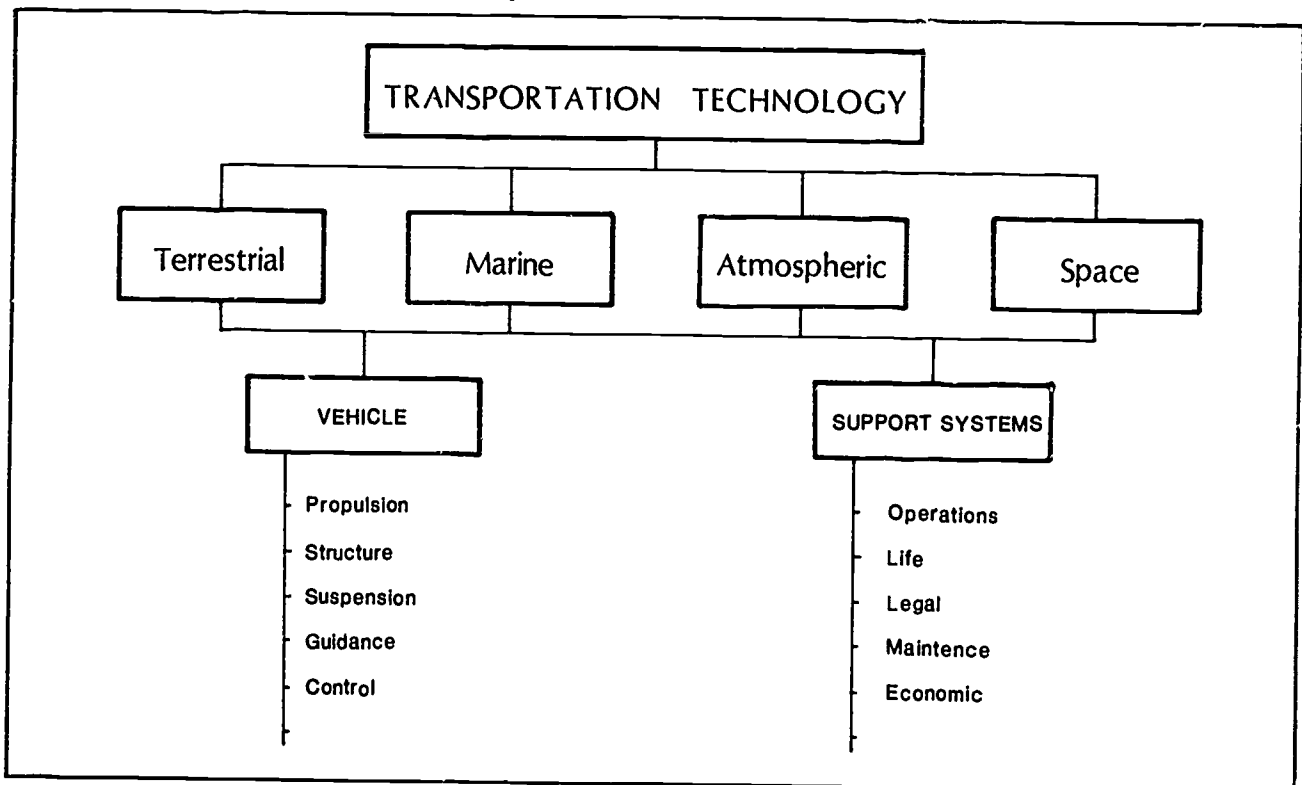 TRANSPORTATION TECHNOLOGY
Terrestrial
Marine
Atmospheric
Space
VEHICLE
SUPPORT SYSTEMS
Propulsion
Structure
Suspension
Guidance
Control
Operations
Life
Legal
Maintence
Economic